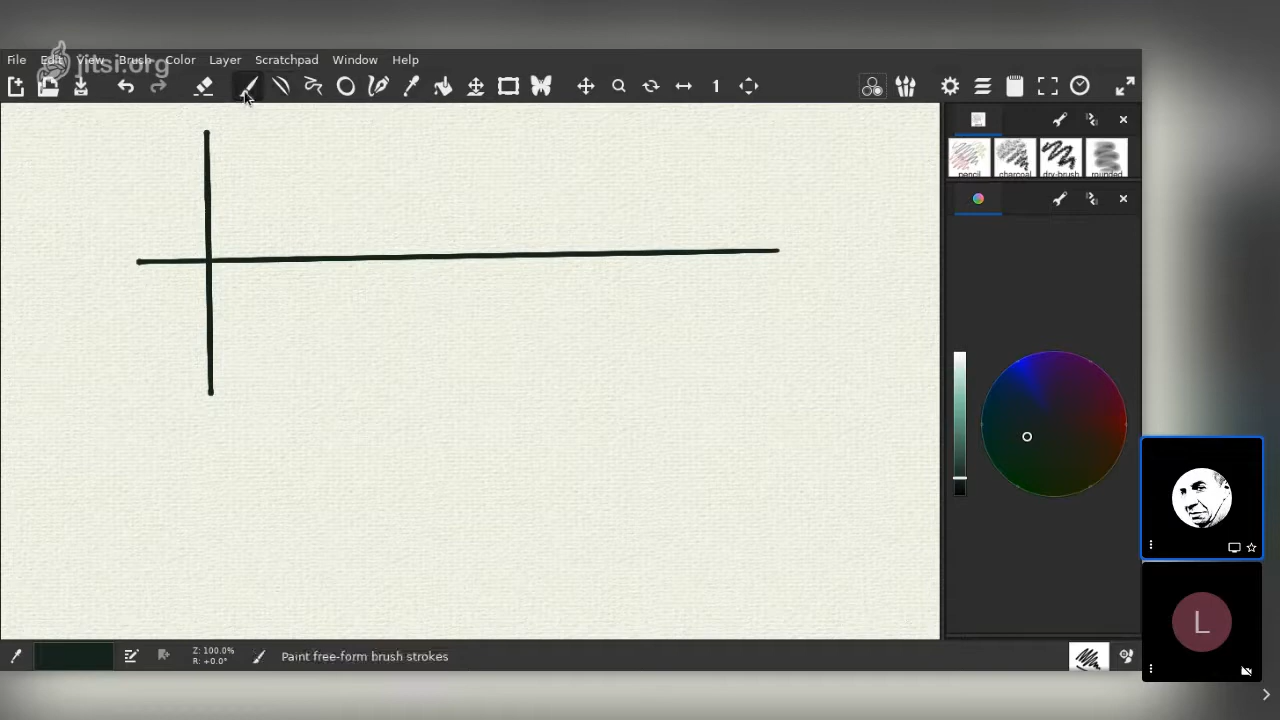 File Edit View Brush Color Layer Scratchpad Window Help
jitsi.org
1
pencil charcoal dry-brush rounded
L
Z: 100.0%
R: +0.0°
Paint free-form brush strokes